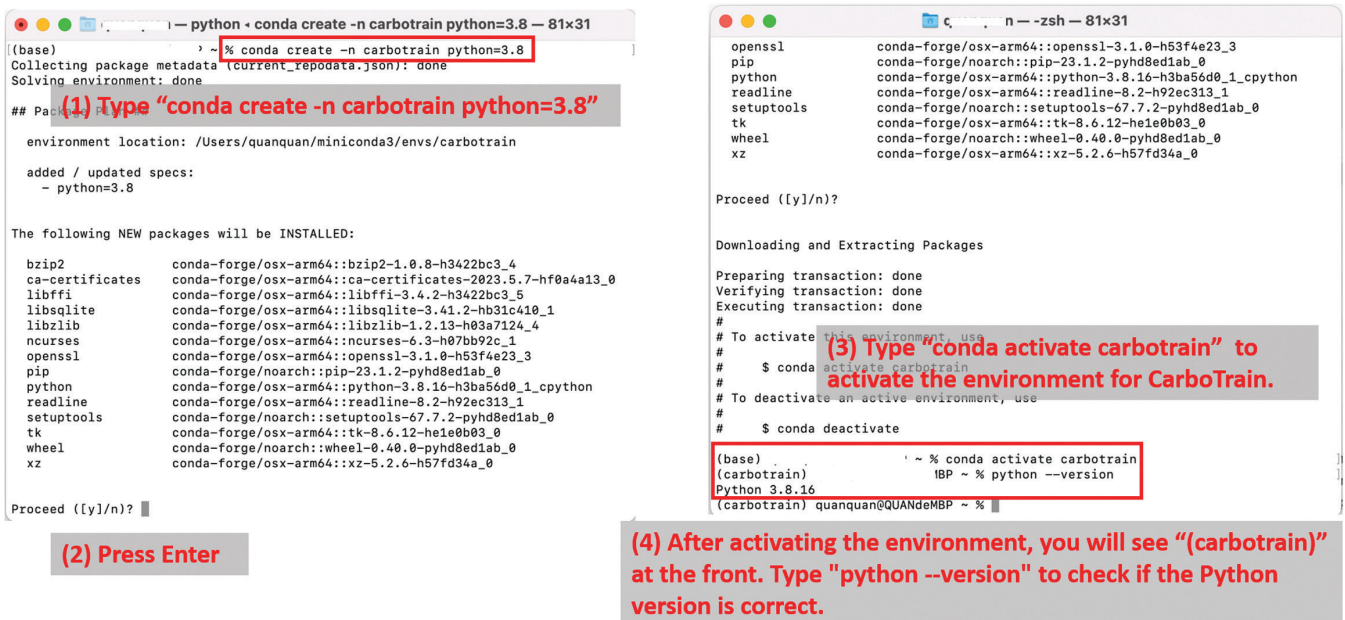 — python ◂ conda create -n carbotrain python=3.8 — 81×31
(base) ~ % conda create -n carbotrain python=3.8
Collecting package metadata (current_repodata.json): done
Solving environment: done
(1) Type “conda create -n carbotrain python=3.8”
## Package Plan ##
environment location: /Users/quanquan/miniconda3/envs/carbotrain
added / updated specs:
- python=3.8
The following NEW packages will be INSTALLED:
bzip2 conda-forge/osx-arm64::bzip2-1.0.8-h3422bc3_4
ca-certificates conda-forge/osx-arm64::ca-certificates-2023.5.7-hf0a4a13_0
libffi conda-forge/osx-arm64::libffi-3.4.2-h3422bc3_5
libsqlite conda-forge/osx-arm64::libsqlite-3.41.2-hb31c410_1
libzlib conda-forge/osx-arm64::libzlib-1.2.13-h03a7124_4
ncurses conda-forge/osx-arm64::ncurses-6.3-h07bb92c_1
openssl conda-forge/osx-arm64::openssl-3.1.0-h53f4e23_3
pip conda-forge/noarch::pip-23.1.2-pyhd8ed1ab_0
python conda-forge/osx-arm64::python-3.8.16-h3ba56d0_1_cpython
readline conda-forge/osx-arm64::readline-8.2-h92ec313_1
setuptools conda-forge/noarch::setuptools-67.7.2-pyhd8ed1ab_0
tk conda-forge/osx-arm64::tk-8.6.12-he1e0b03_0
wheel conda-forge/noarch::wheel-0.40.0-pyhd8ed1ab_0
xz conda-forge/osx-arm64::xz-5.2.6-h57fd34a_0
Proceed ([y]/n)?
(2) Press Enter
— -zsh — 81×31
openssl conda-forge/osx-arm64::openssl-3.1.0-h53f4e23_3
pip conda-forge/noarch::pip-23.1.2-pyhd8ed1ab_0
python conda-forge/osx-arm64::python-3.8.16-h3ba56d0_1_cpython
readline conda-forge/osx-arm64::readline-8.2-h92ec313_1
setuptools conda-forge/noarch::setuptools-67.7.2-pyhd8ed1ab_0
tk conda-forge/osx-arm64::tk-8.6.12-he1e0b03_0
wheel conda-forge/noarch::wheel-0.40.0-pyhd8ed1ab_0
xz conda-forge/osx-arm64::xz-5.2.6-h57fd34a_0
Proceed ([y]/n)?
Downloading and Extracting Packages
Preparing transaction: done
Verifying transaction: done
Executing transaction: done
#
# To activate this environment, use
#
# $ conda activate carbotrain
#
# To deactivate an active environment, use
#
# $ conda deactivate
(3) Type “conda activate carbotrain” to
activate the environment for CarboTrain.
(base) ~ % conda activate carbotrain
(carbotrain) MBP ~ % python --version
Python 3.8.16
(carbotrain) quanquan@QUANdeMBP ~ %
(4) After activating the environment, you will see “(carbotrain)”
at the front. Type "python --version" to check if the Python
version is correct.